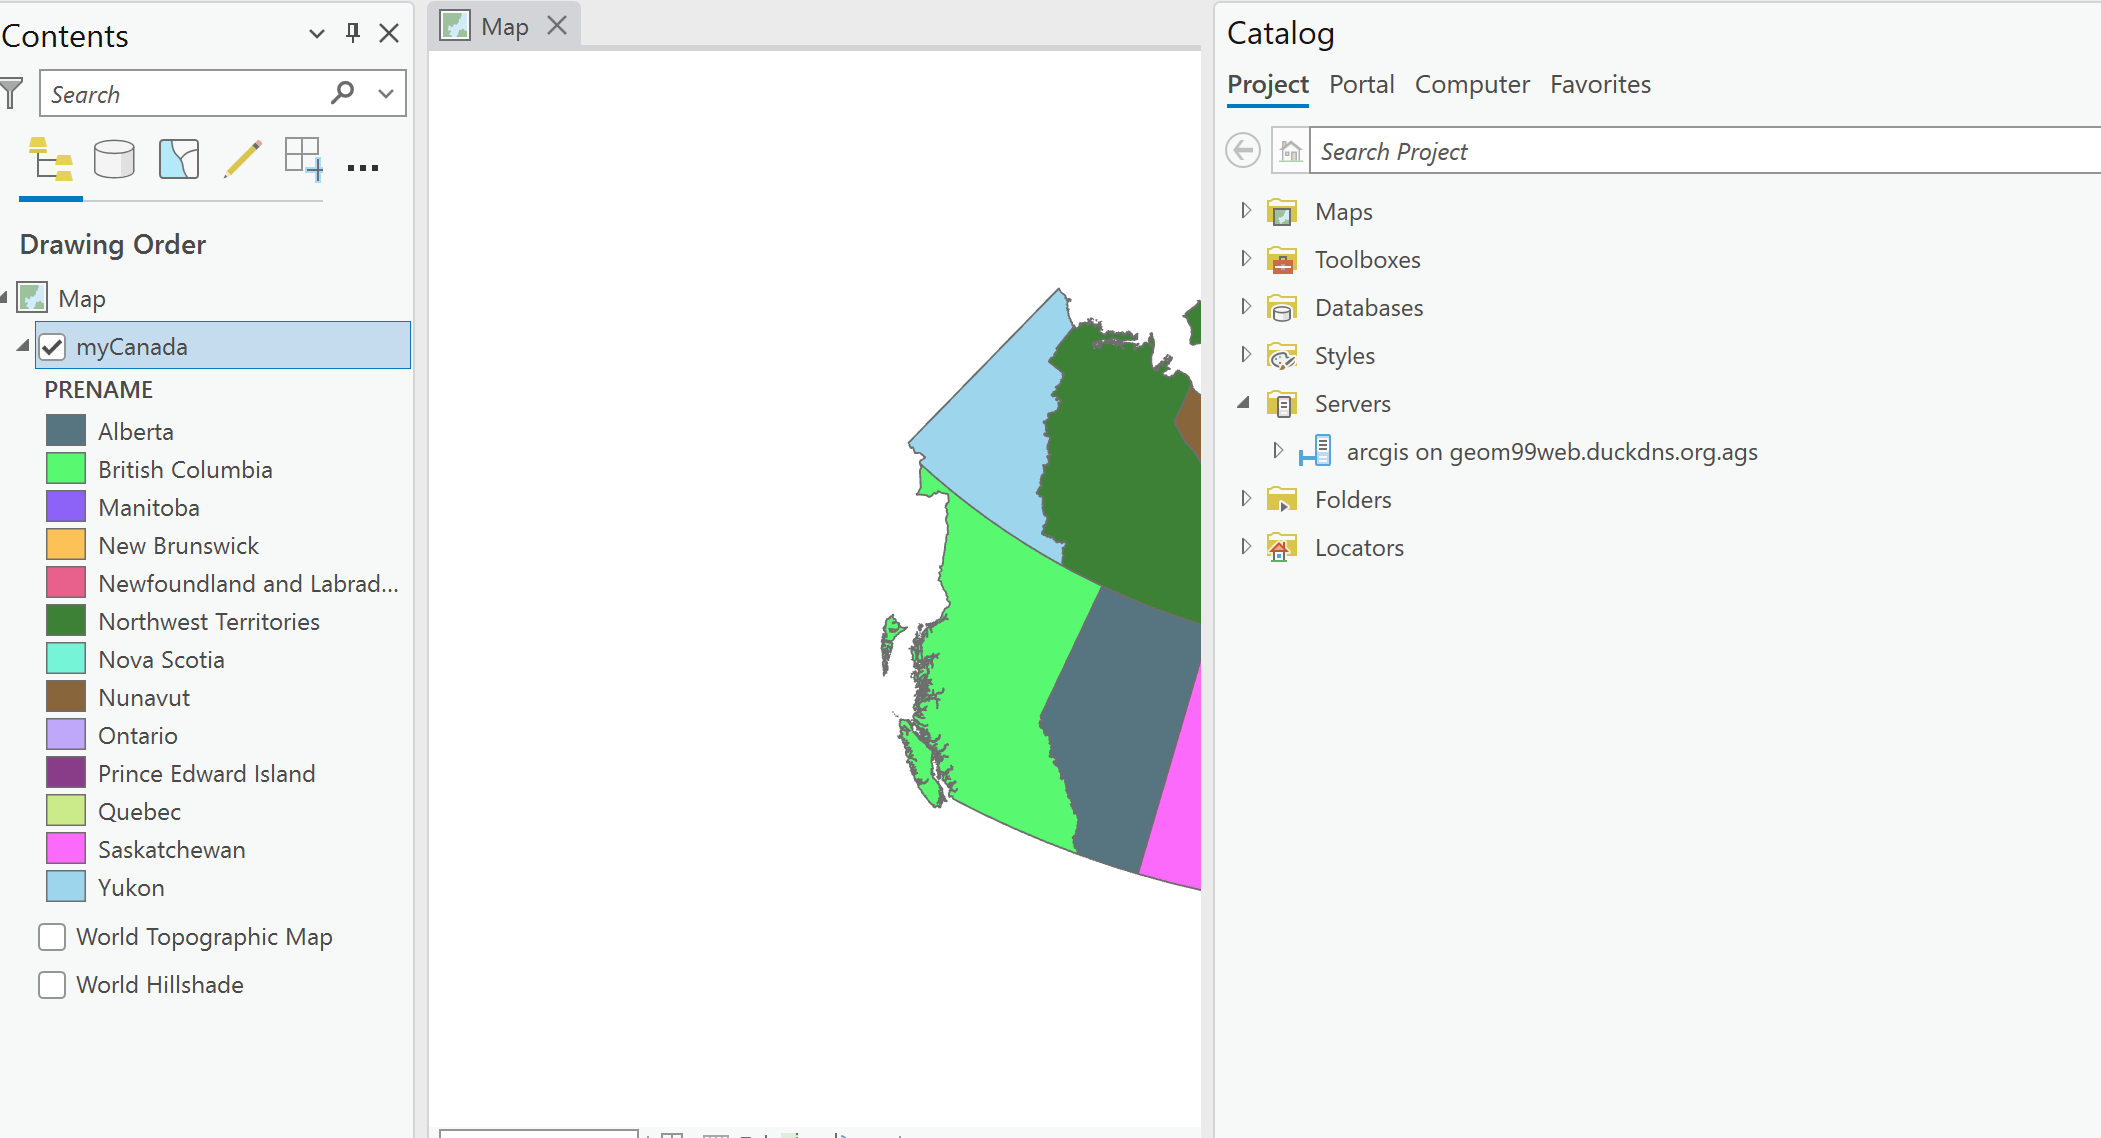 Contents
Search
Drawing Order
Map
myCanada
PRENAME
Alberta
British Columbia
Manitoba
New Brunswick
Newfoundland and Labrad...
Northwest Territories
Nova Scotia
Nunavut
Ontario
Prince Edward Island
Quebec
Saskatchewan
Yukon
World Topographic Map
World Hillshade
Map
Catalog
Project Portal Computer Favorites
Search Project
Maps
Toolboxes
Databases
Styles
Servers
arcgis on geom99web.duckdns.org.ags
Folders
Locators